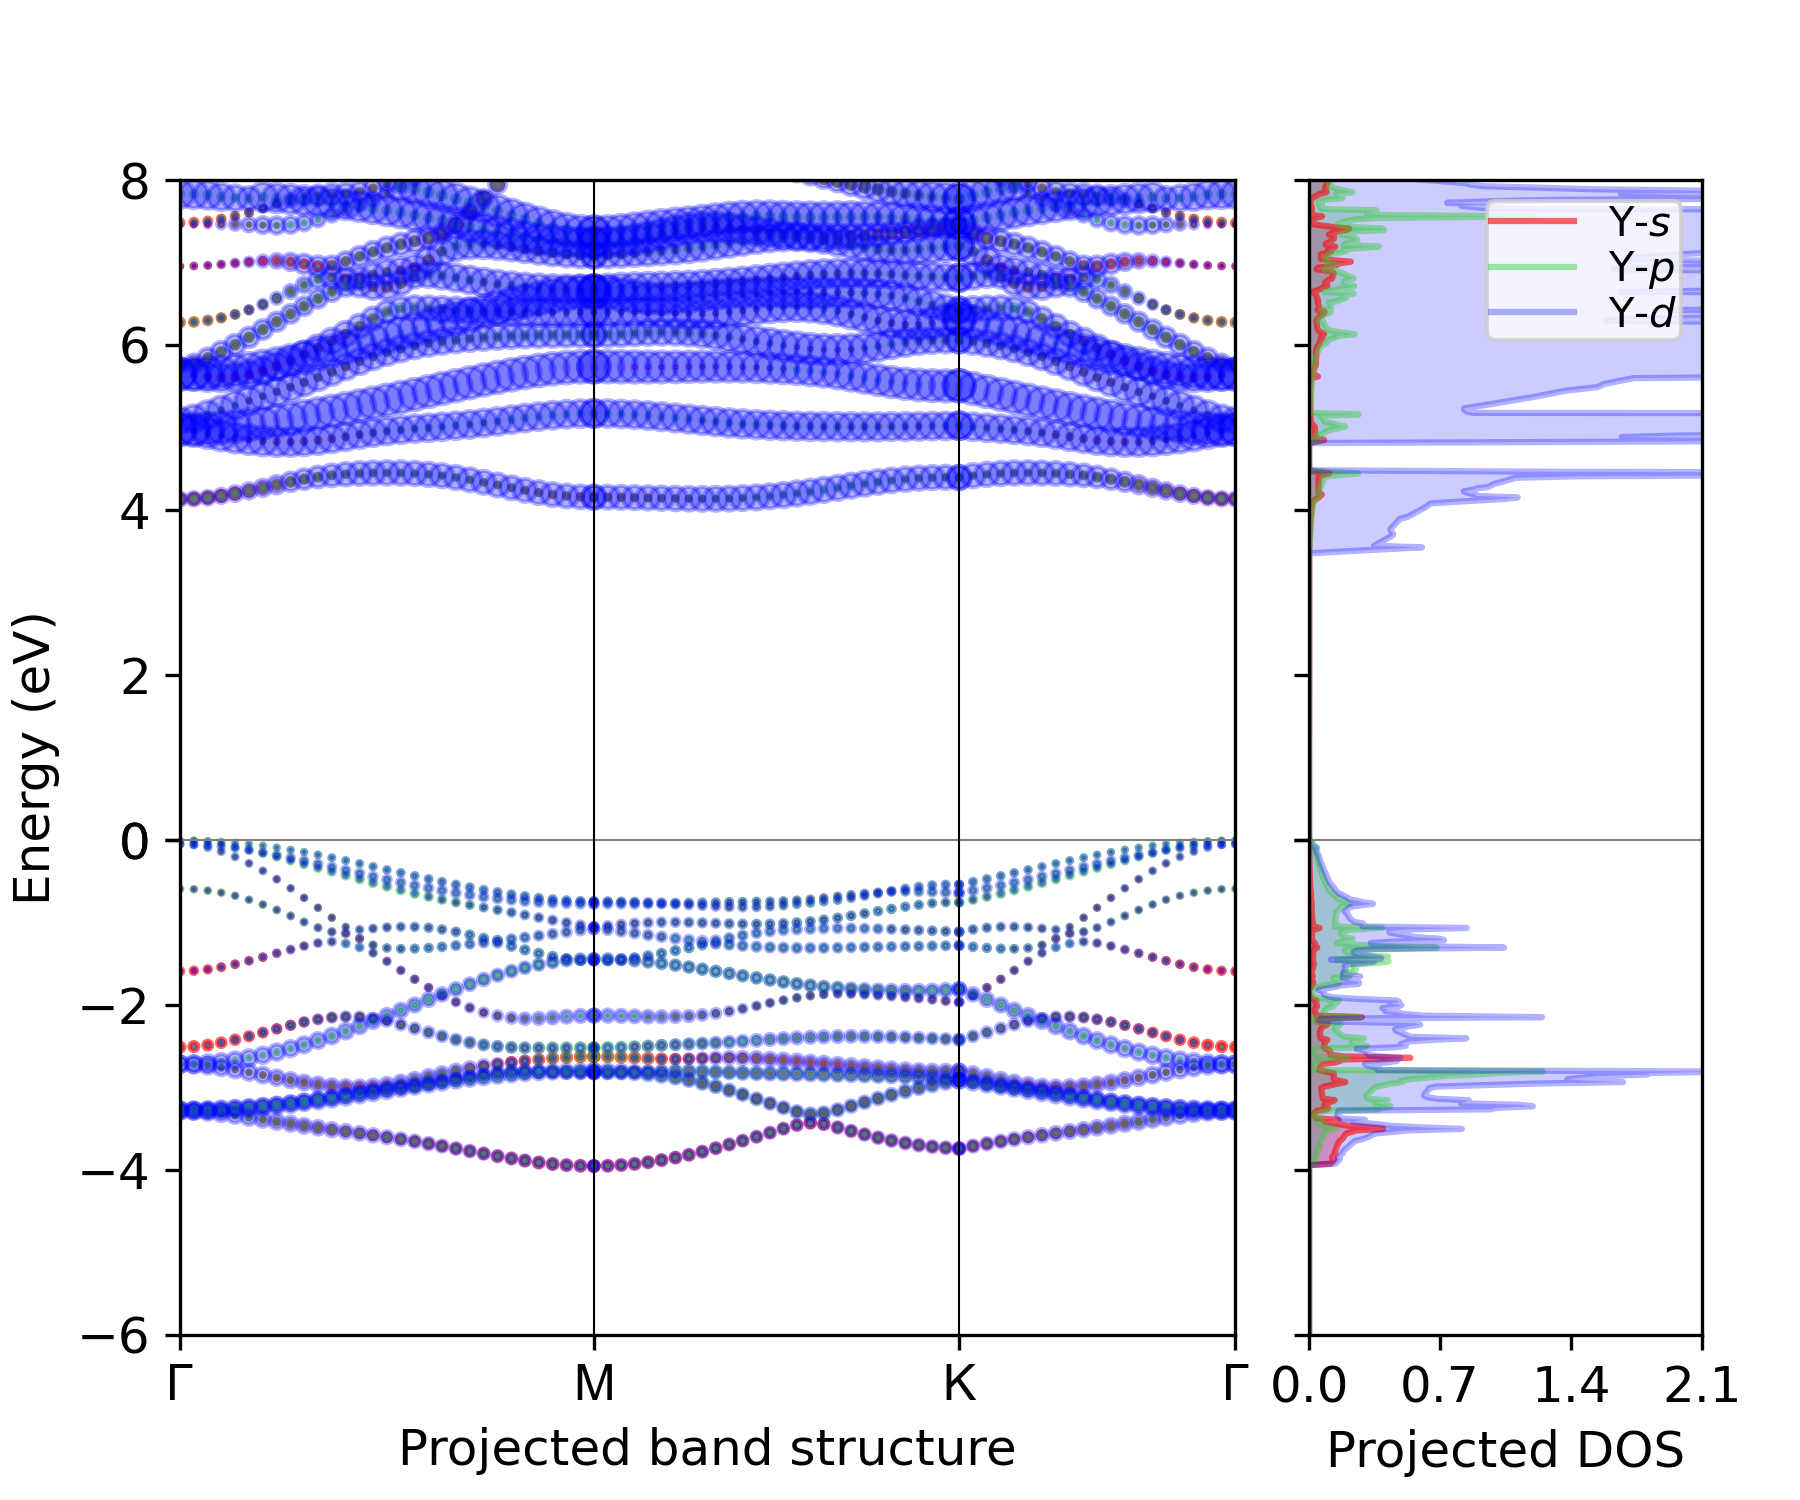 8
6
4
2
0
−2
−4
−6
Energy (eV)
Γ M K Γ
Projected band structure
Y-s
Y-p
Y-d
0.0 0.7 1.4 2.1
Projected DOS